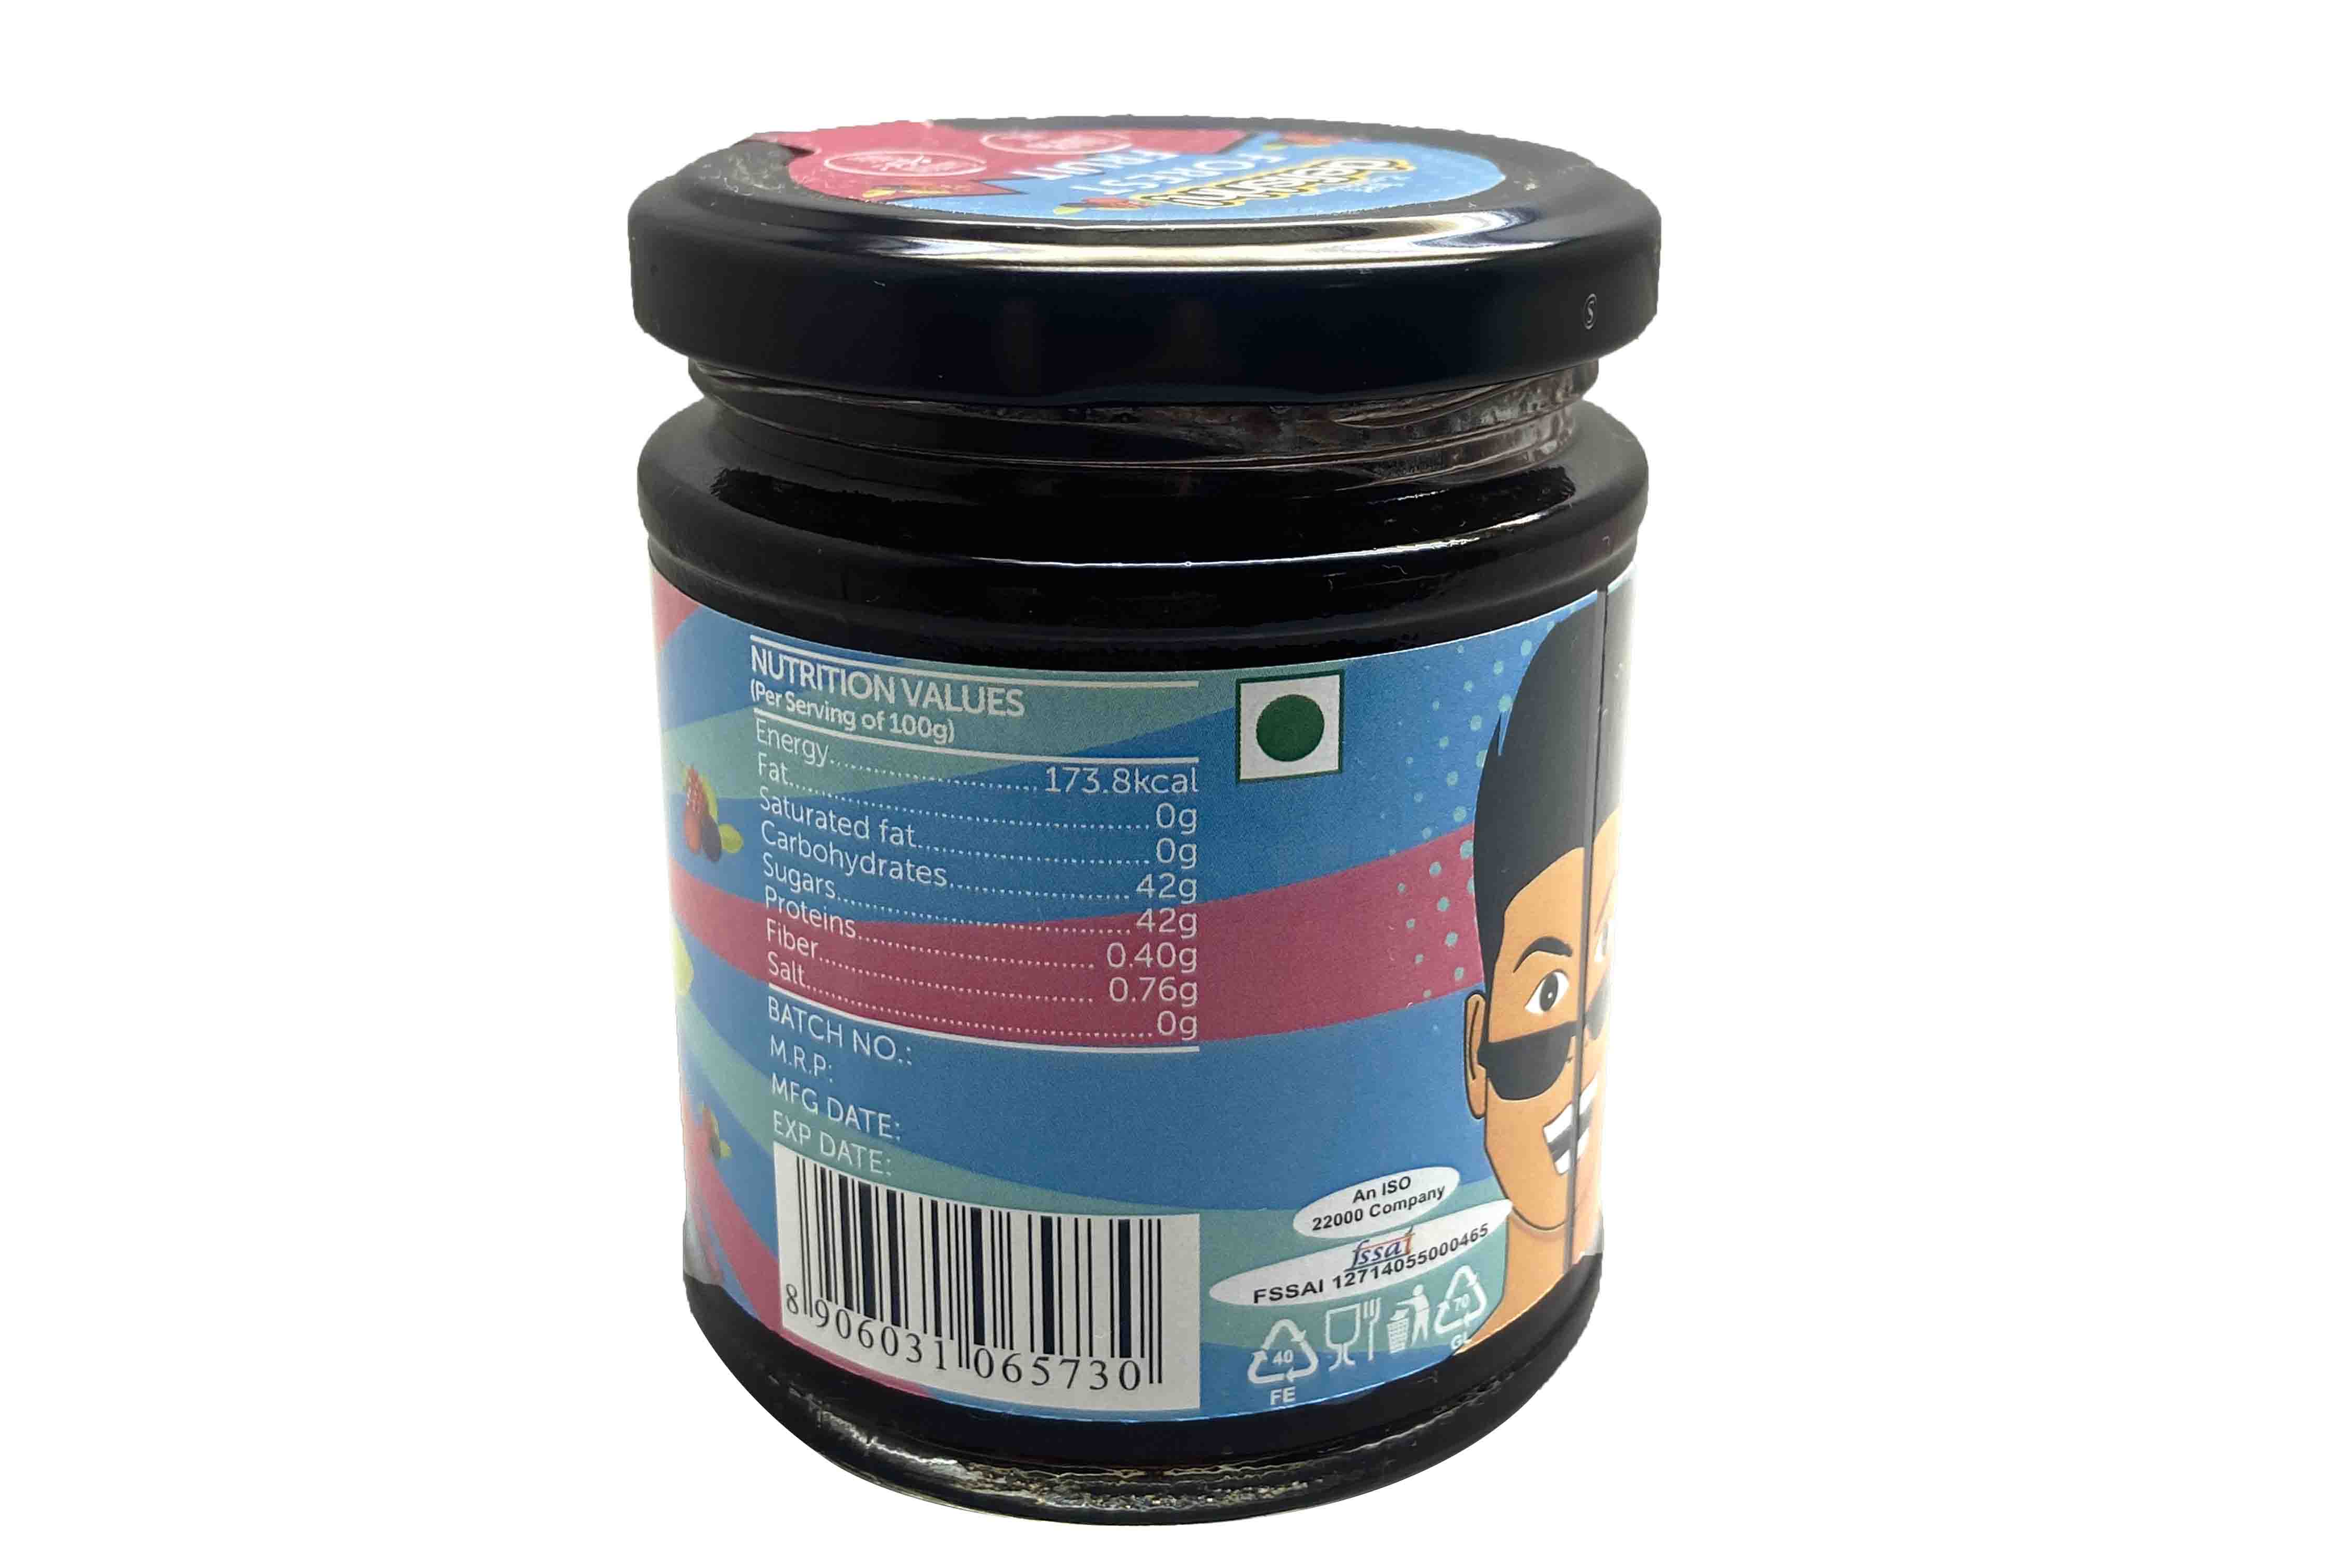 FOREST
FRUIT
S
NUTRITION VALUES
(Per Serving of 100g)
Energy.....................173.8kcal
Fat.....................0g
Saturated fat.....................0g
Carbohydrates.....................42g
Sugars.....................42g
Proteins.....................0.40g
Fiber.....................0.76g
Salt.....................0g
BATCH NO.:
M.R.P:
MFG DATE:
EXP DATE:
8 906031 065730
An ISO
22000 Company
fssai
FSSAI 12714055000465
40
FE
70
GL